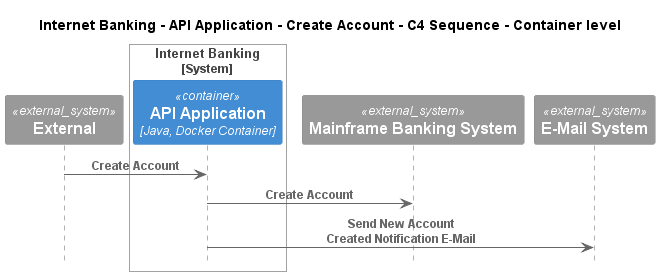 Internet Banking - API Application - Create Account - C4 Sequence - Container level
Internet Banking
[System]
«external_system»
External
«container»
API Application
[Java, Docker Container]
«external_system»
Mainframe Banking System
«external_system»
E-Mail System
Create Account
Create Account
Send New Account
Created Notification E-Mail